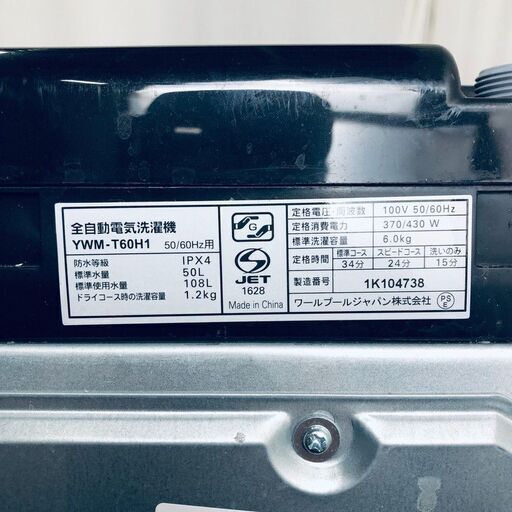 全自動電気洗濯機
YWM-T60H1 50/60Hz用
防水等級 IPX4
標準水量 50L
標準使用水量 108L
ドライコース時の洗濯容量 1.2kg
G
S
JET
1628
Made in China
定格電圧・周波数 100V 50/60Hz
定格消費電力 370/430 W
標準洗濯・脱水容量 6.0kg
標準コース スピードコース 洗いのみ
34分 24分 15分
製造番号 1K104738
ワールプールジャパン株式会社
PS
E